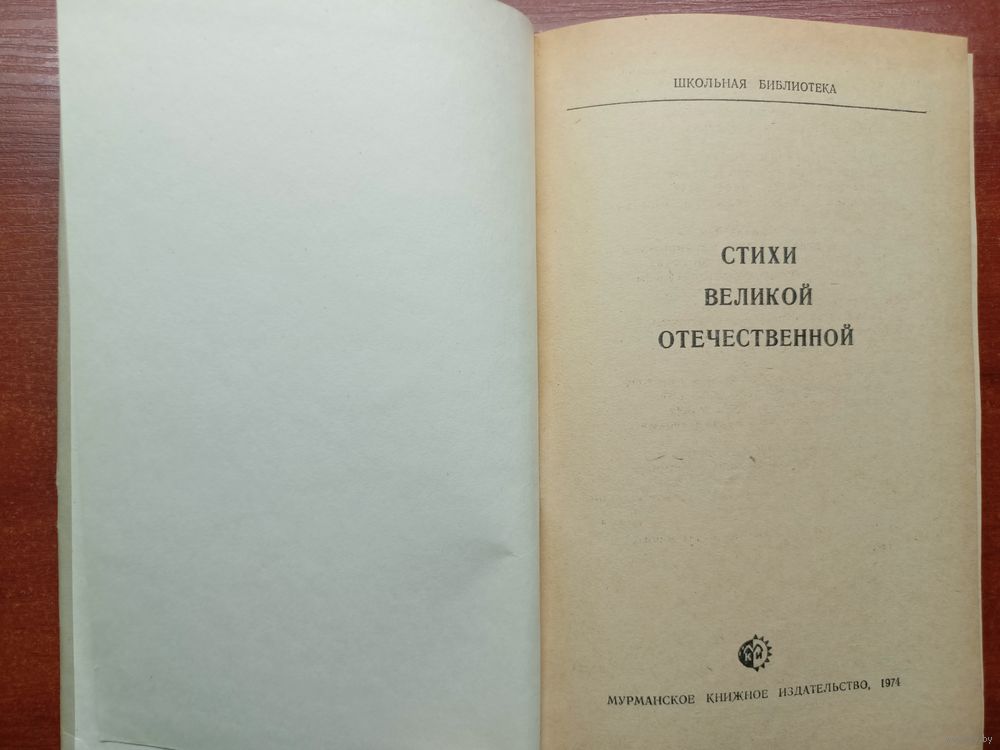 ШКОЛЬНАЯ БИБЛИОТЕКА
СТИХИ
ВЕЛИКОЙ
ОТЕЧЕСТВЕННОЙ
МУРМАНСКОЕ КНИЖНОЕ ИЗДАТЕЛЬСТВО, 1974